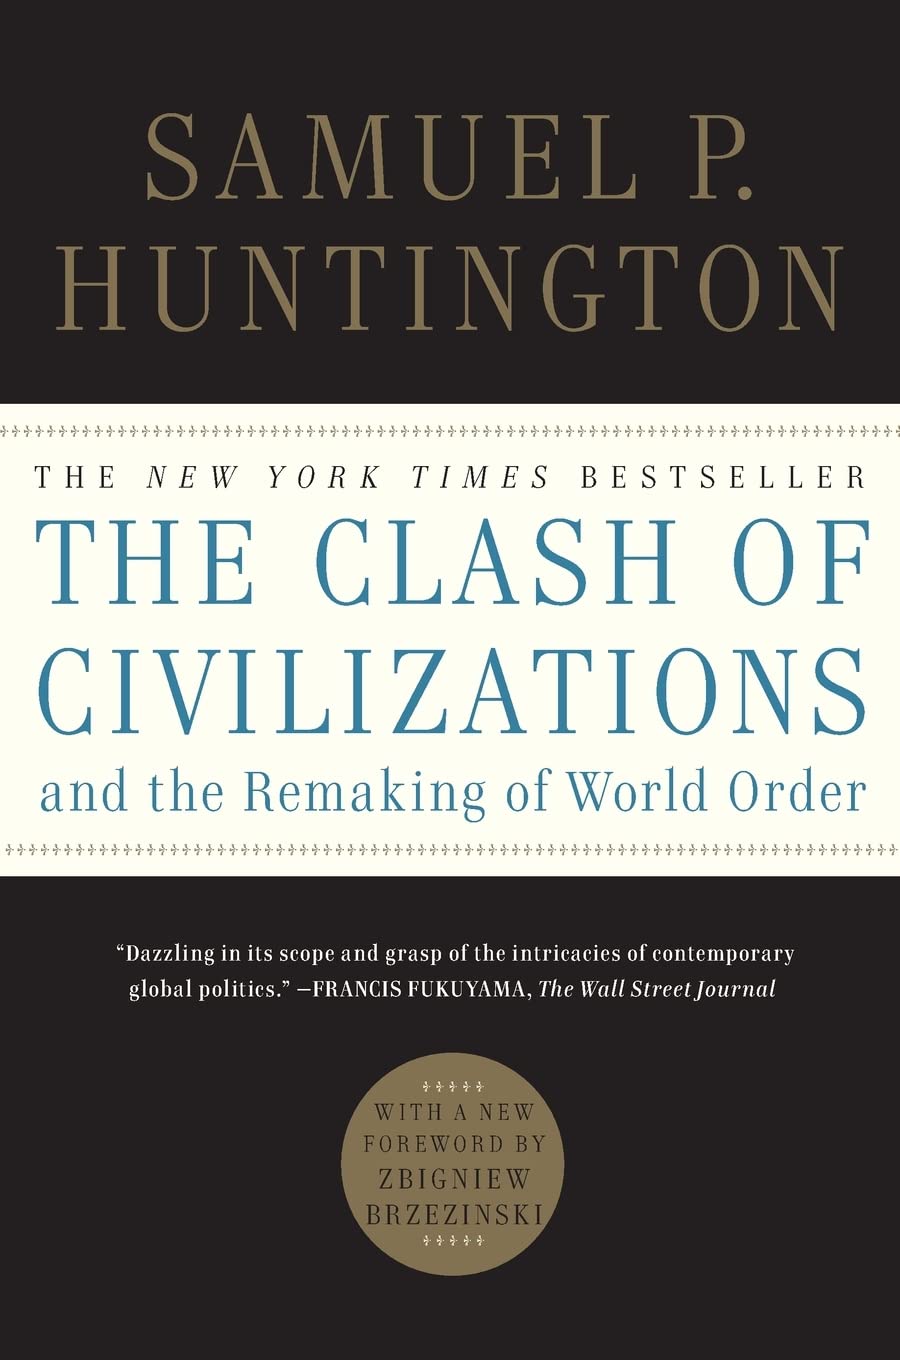 SAMUEL P.
HUNTINGTON
THE NEW YORK TIMES BESTSELLER
THE CLASH OF
CIVILIZATIONS
and the Remaking of World Order
“Dazzling in its scope and grasp of the intricacies of contemporary
global politics.” —FRANCIS FUKUYAMA, The Wall Street Journal
WITH A NEW
FOREWORD BY
ZBIGNIEW
BRZEZINSKI